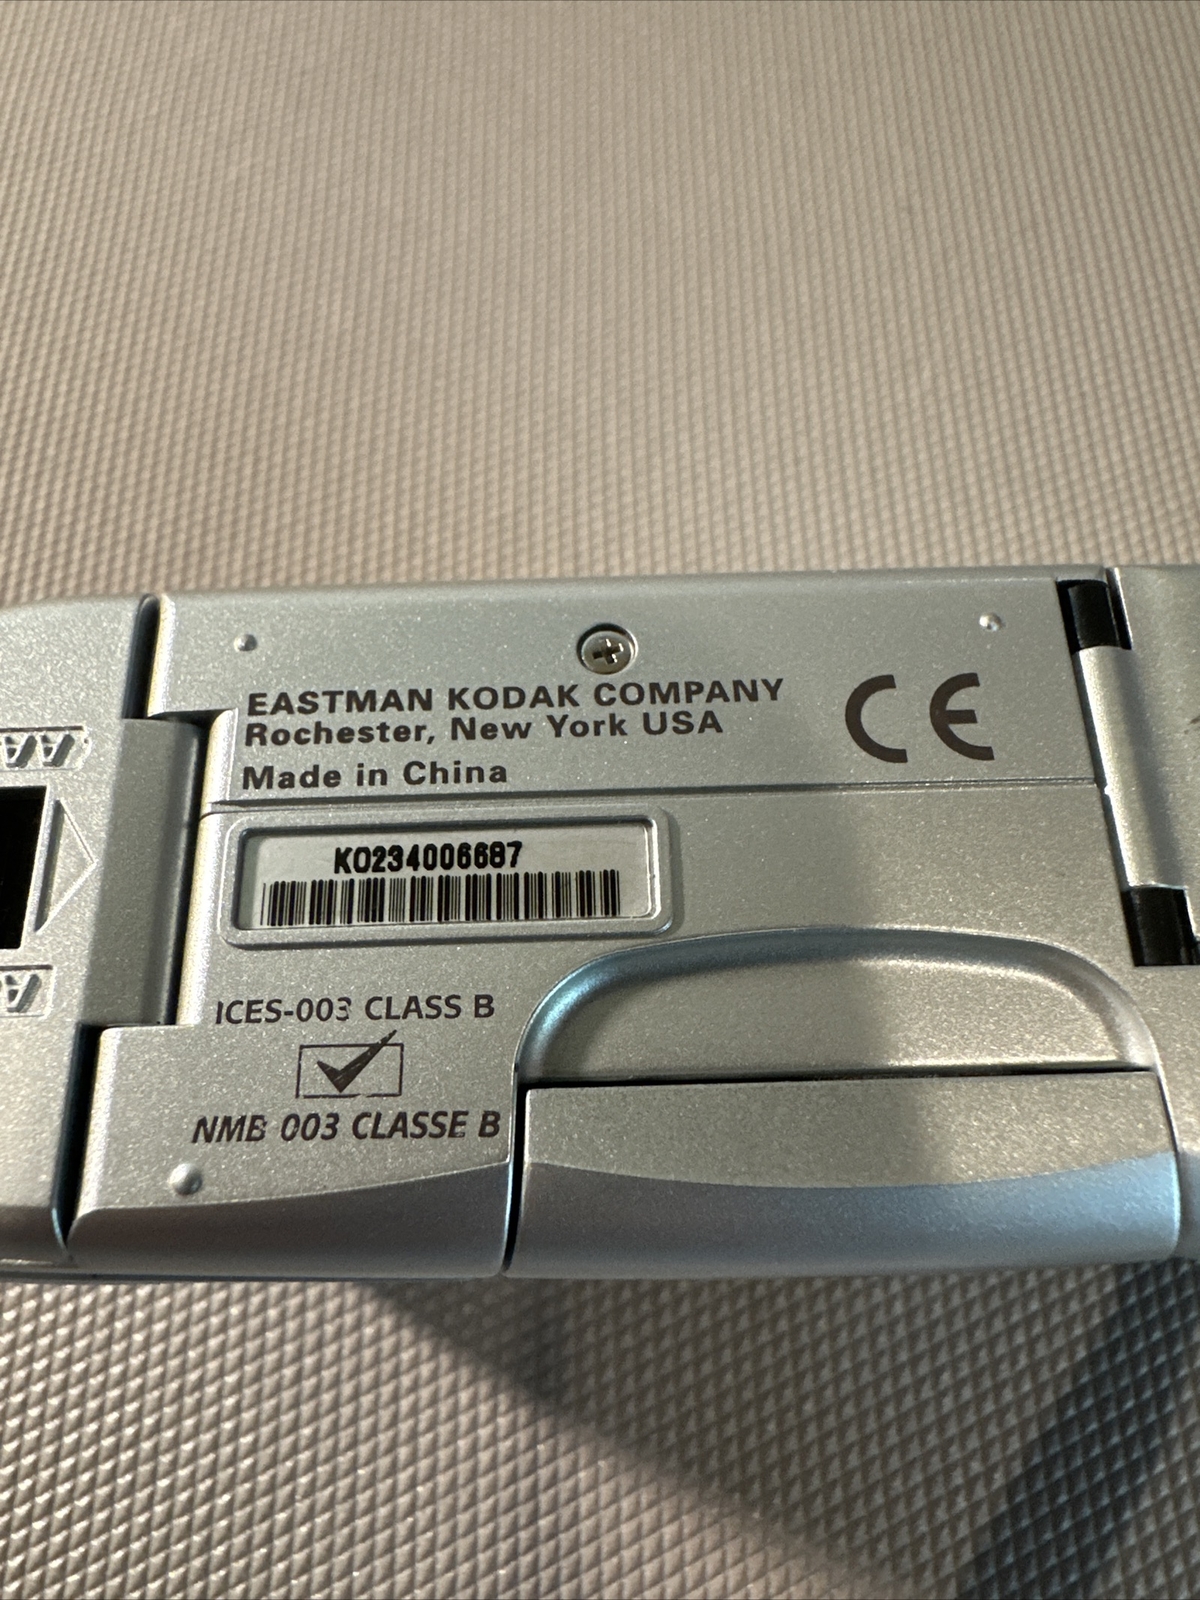 EASTMAN KODAK COMPANY
Rochester, New York USA
Made in China
CE
KO234006687
ICES-003 CLASS B
NMB 003 CLASSE B